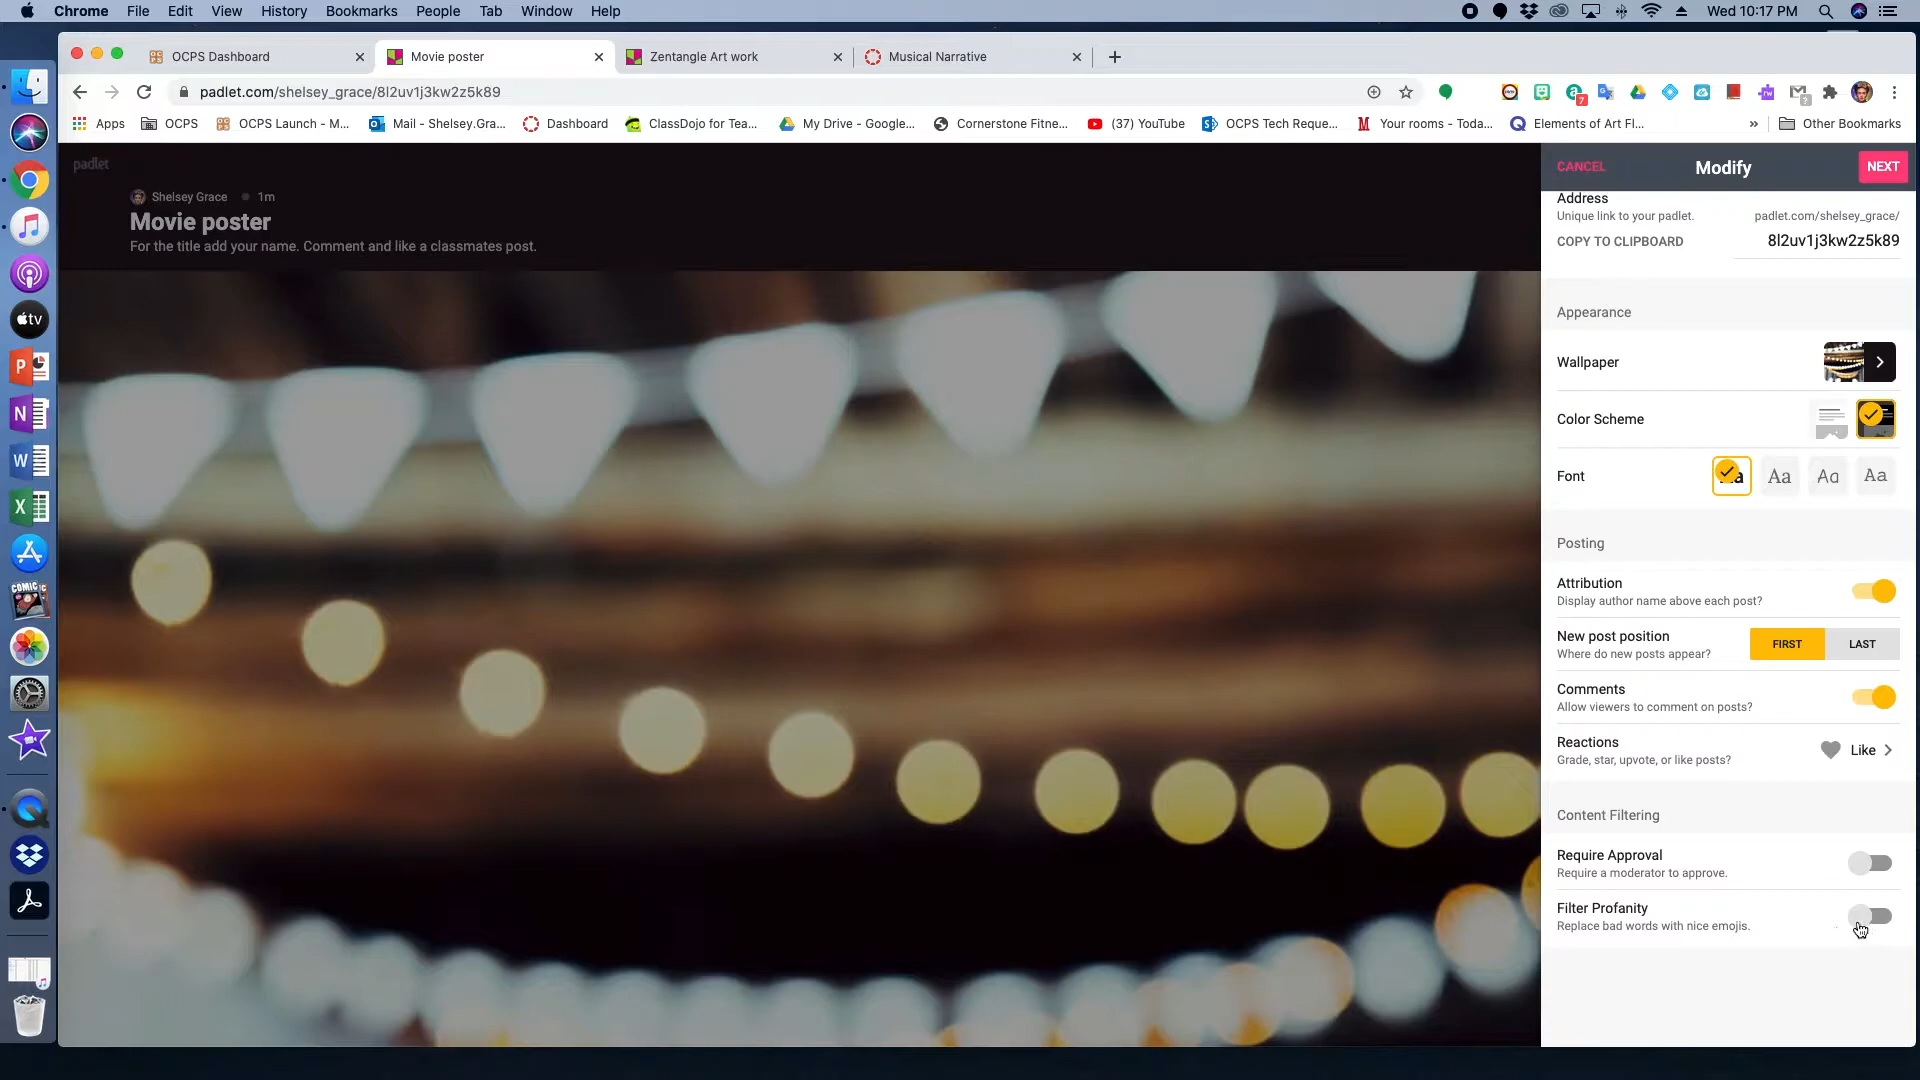 Chrome File Edit View History Bookmarks People Tab Window Help Wed 10:17 PM
OCPS Dashboard Movie poster Zentangle Art work Musical Narrative
padlet.com/shelsey_grace/8l2uv1j3kw2z5k89
Apps OCPS OCPS Launch - M... Mail - Shelsey.Gra... Dashboard ClassDojo for Tea... My Drive - Google... Cornerstone Fitne... (37) YouTube OCPS Tech Reque... Your rooms - Toda... Elements of Art Fl... » Other Bookmarks
padlet
Shelsey Grace 1m
Movie poster
For the title add your name. Comment and like a classmates post.
CANCEL Modify NEXT
Address
Unique link to your padlet. padlet.com/shelsey_grace/
COPY TO CLIPBOARD 8l2uv1j3kw2z5k89
Appearance
Wallpaper
Color Scheme
Font Aa Aa Aa
Posting
Attribution
Display author name above each post?
New post position
Where do new posts appear? FIRST LAST
Comments
Allow viewers to comment on posts?
Reactions
Grade, star, upvote, or like posts? Like
Content Filtering
Require Approval
Require a moderator to approve.
Filter Profanity
Replace bad words with nice emojis.
tv
COMIC